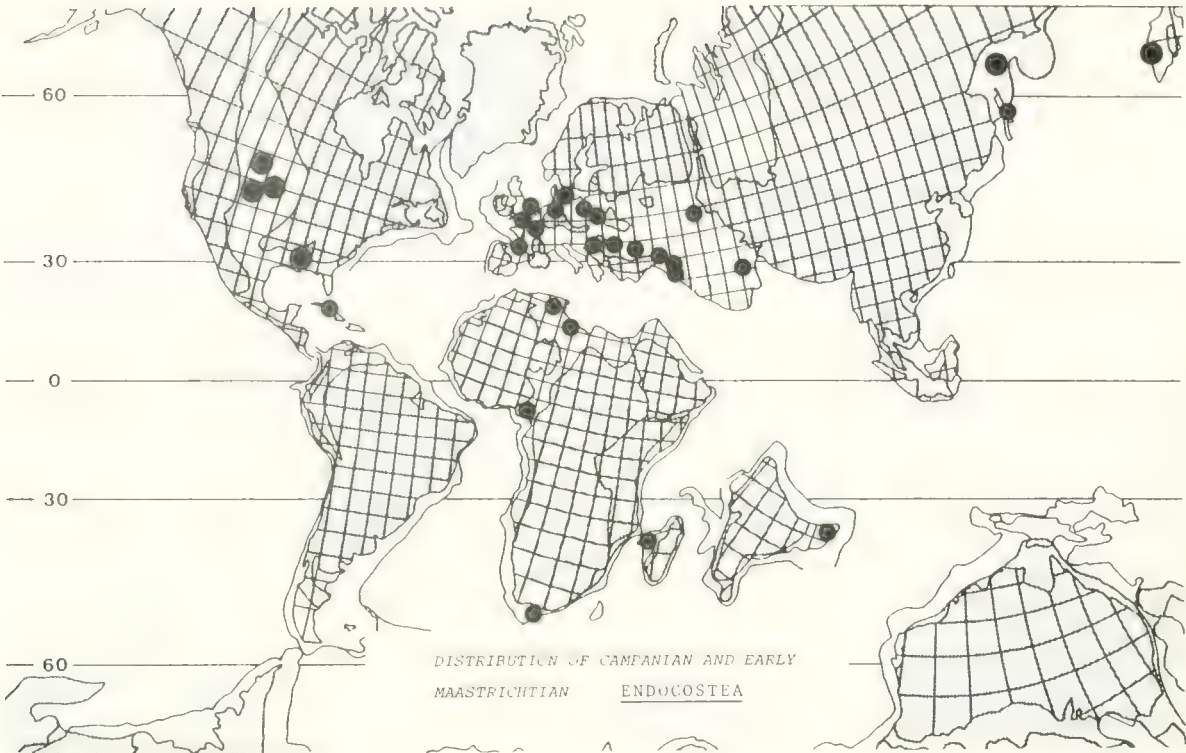 60
30
0
30
60
DISTRIBUTION OF CAMPANIAN AND EARLY
MAASTRICHTIAN ENDOCOSTEA